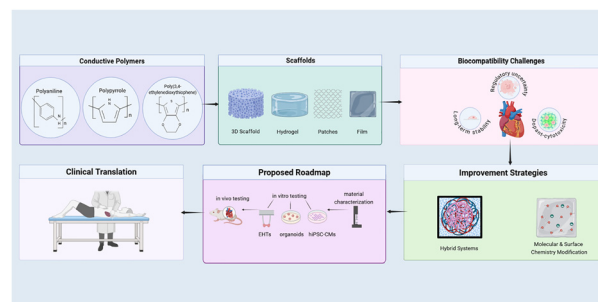 Conductive Polymers
Polyaniline
N
H
n
Polypyrrole
H
N
n
Poly(3,4-
ethylenedioxythiophene)
S
n
O
O
Scaffolds
3D Scaffold
Hydrogel
Patches
Film
Biocompatibility Challenges
Regulatory uncertainty
Long term stability
Dopant-cytotoxicity
Clinical Translation
Proposed Roadmap
in vivo testing
in vitro testing
material
characterization
EHTs
organoids
hiPSC-CMs
Improvement Strategies
Hybrid Systems
Molecular & Surface
Chemistry Modification